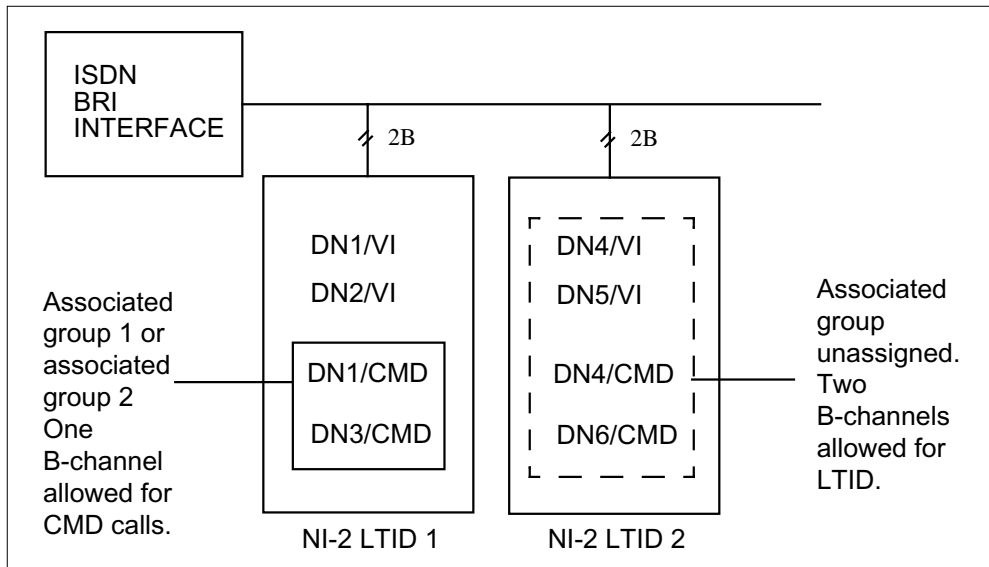 ISDN
BRI
INTERFACE
2B
2B
DN1/VI
DN2/VI
DN1/CMD
DN3/CMD
DN4/VI
DN5/VI
DN4/CMD
DN6/CMD
Associated
group 1 or
associated
group 2
One
B-channel
allowed for
CMD calls.
Associated
group
unassigned.
Two
B-channels
allowed for
LTID.
NI-2 LTID 1
NI-2 LTID 2